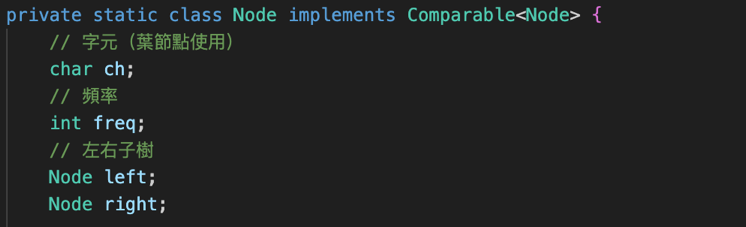 private static class Node implements Comparable<Node> {
// 字元（葉節點使用）
char ch;
// 頻率
int freq;
// 左右子樹
Node left;
Node right;